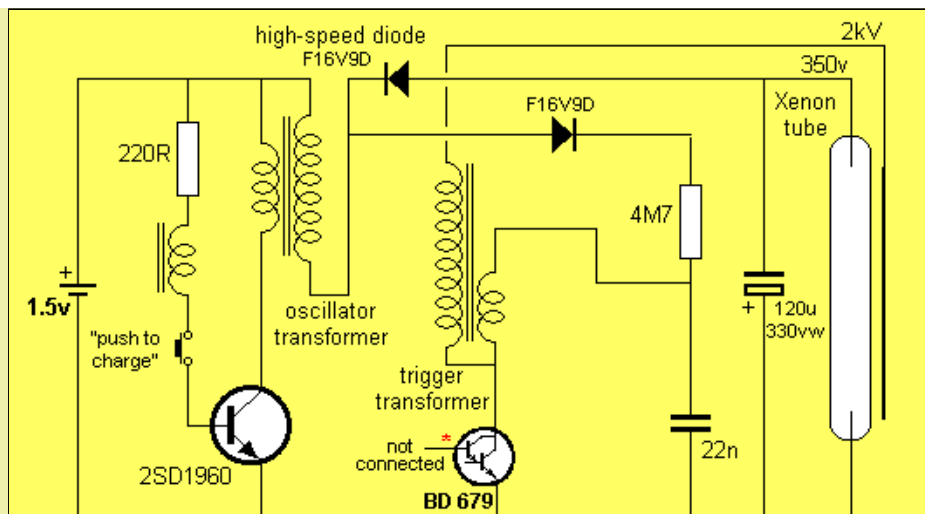 2kV
high-speed diode
F16V9D
350v
F16V9D
Xenon
tube
220R
4M7
+
1.5v
oscillator
transformer
+
120u
330vw
"push to
charge"
trigger
transformer
*
not
connected
22n
2SD1960
BD 679